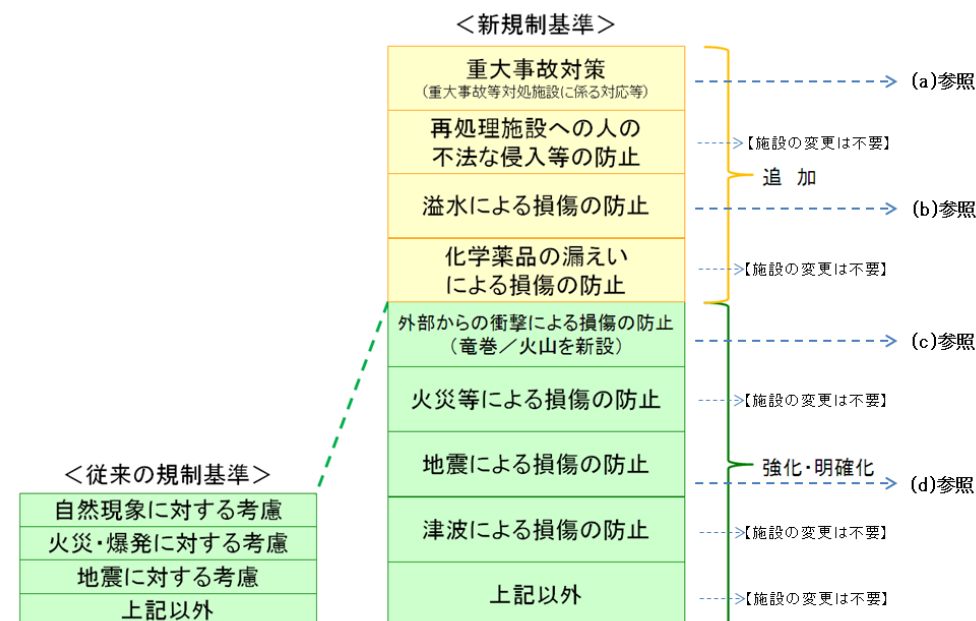 ＜新規制基準＞
重大事故対策
（重大事故等対処施設に係る対応等）
(a)参照
再処理施設への人の
不法な侵入等の防止
【施設の変更は不要】
追 加
溢水による損傷の防止
(b)参照
化学薬品の漏えい
による損傷の防止
【施設の変更は不要】
外部からの衝撃による損傷の防止
（竜巻／火山を新設）
(c)参照
火災等による損傷の防止
【施設の変更は不要】
地震による損傷の防止
強化・明確化
(d)参照
津波による損傷の防止
【施設の変更は不要】
上記以外
【施設の変更は不要】
＜従来の規制基準＞
自然現象に対する考慮
火災・爆発に対する考慮
地震に対する考慮
上記以外